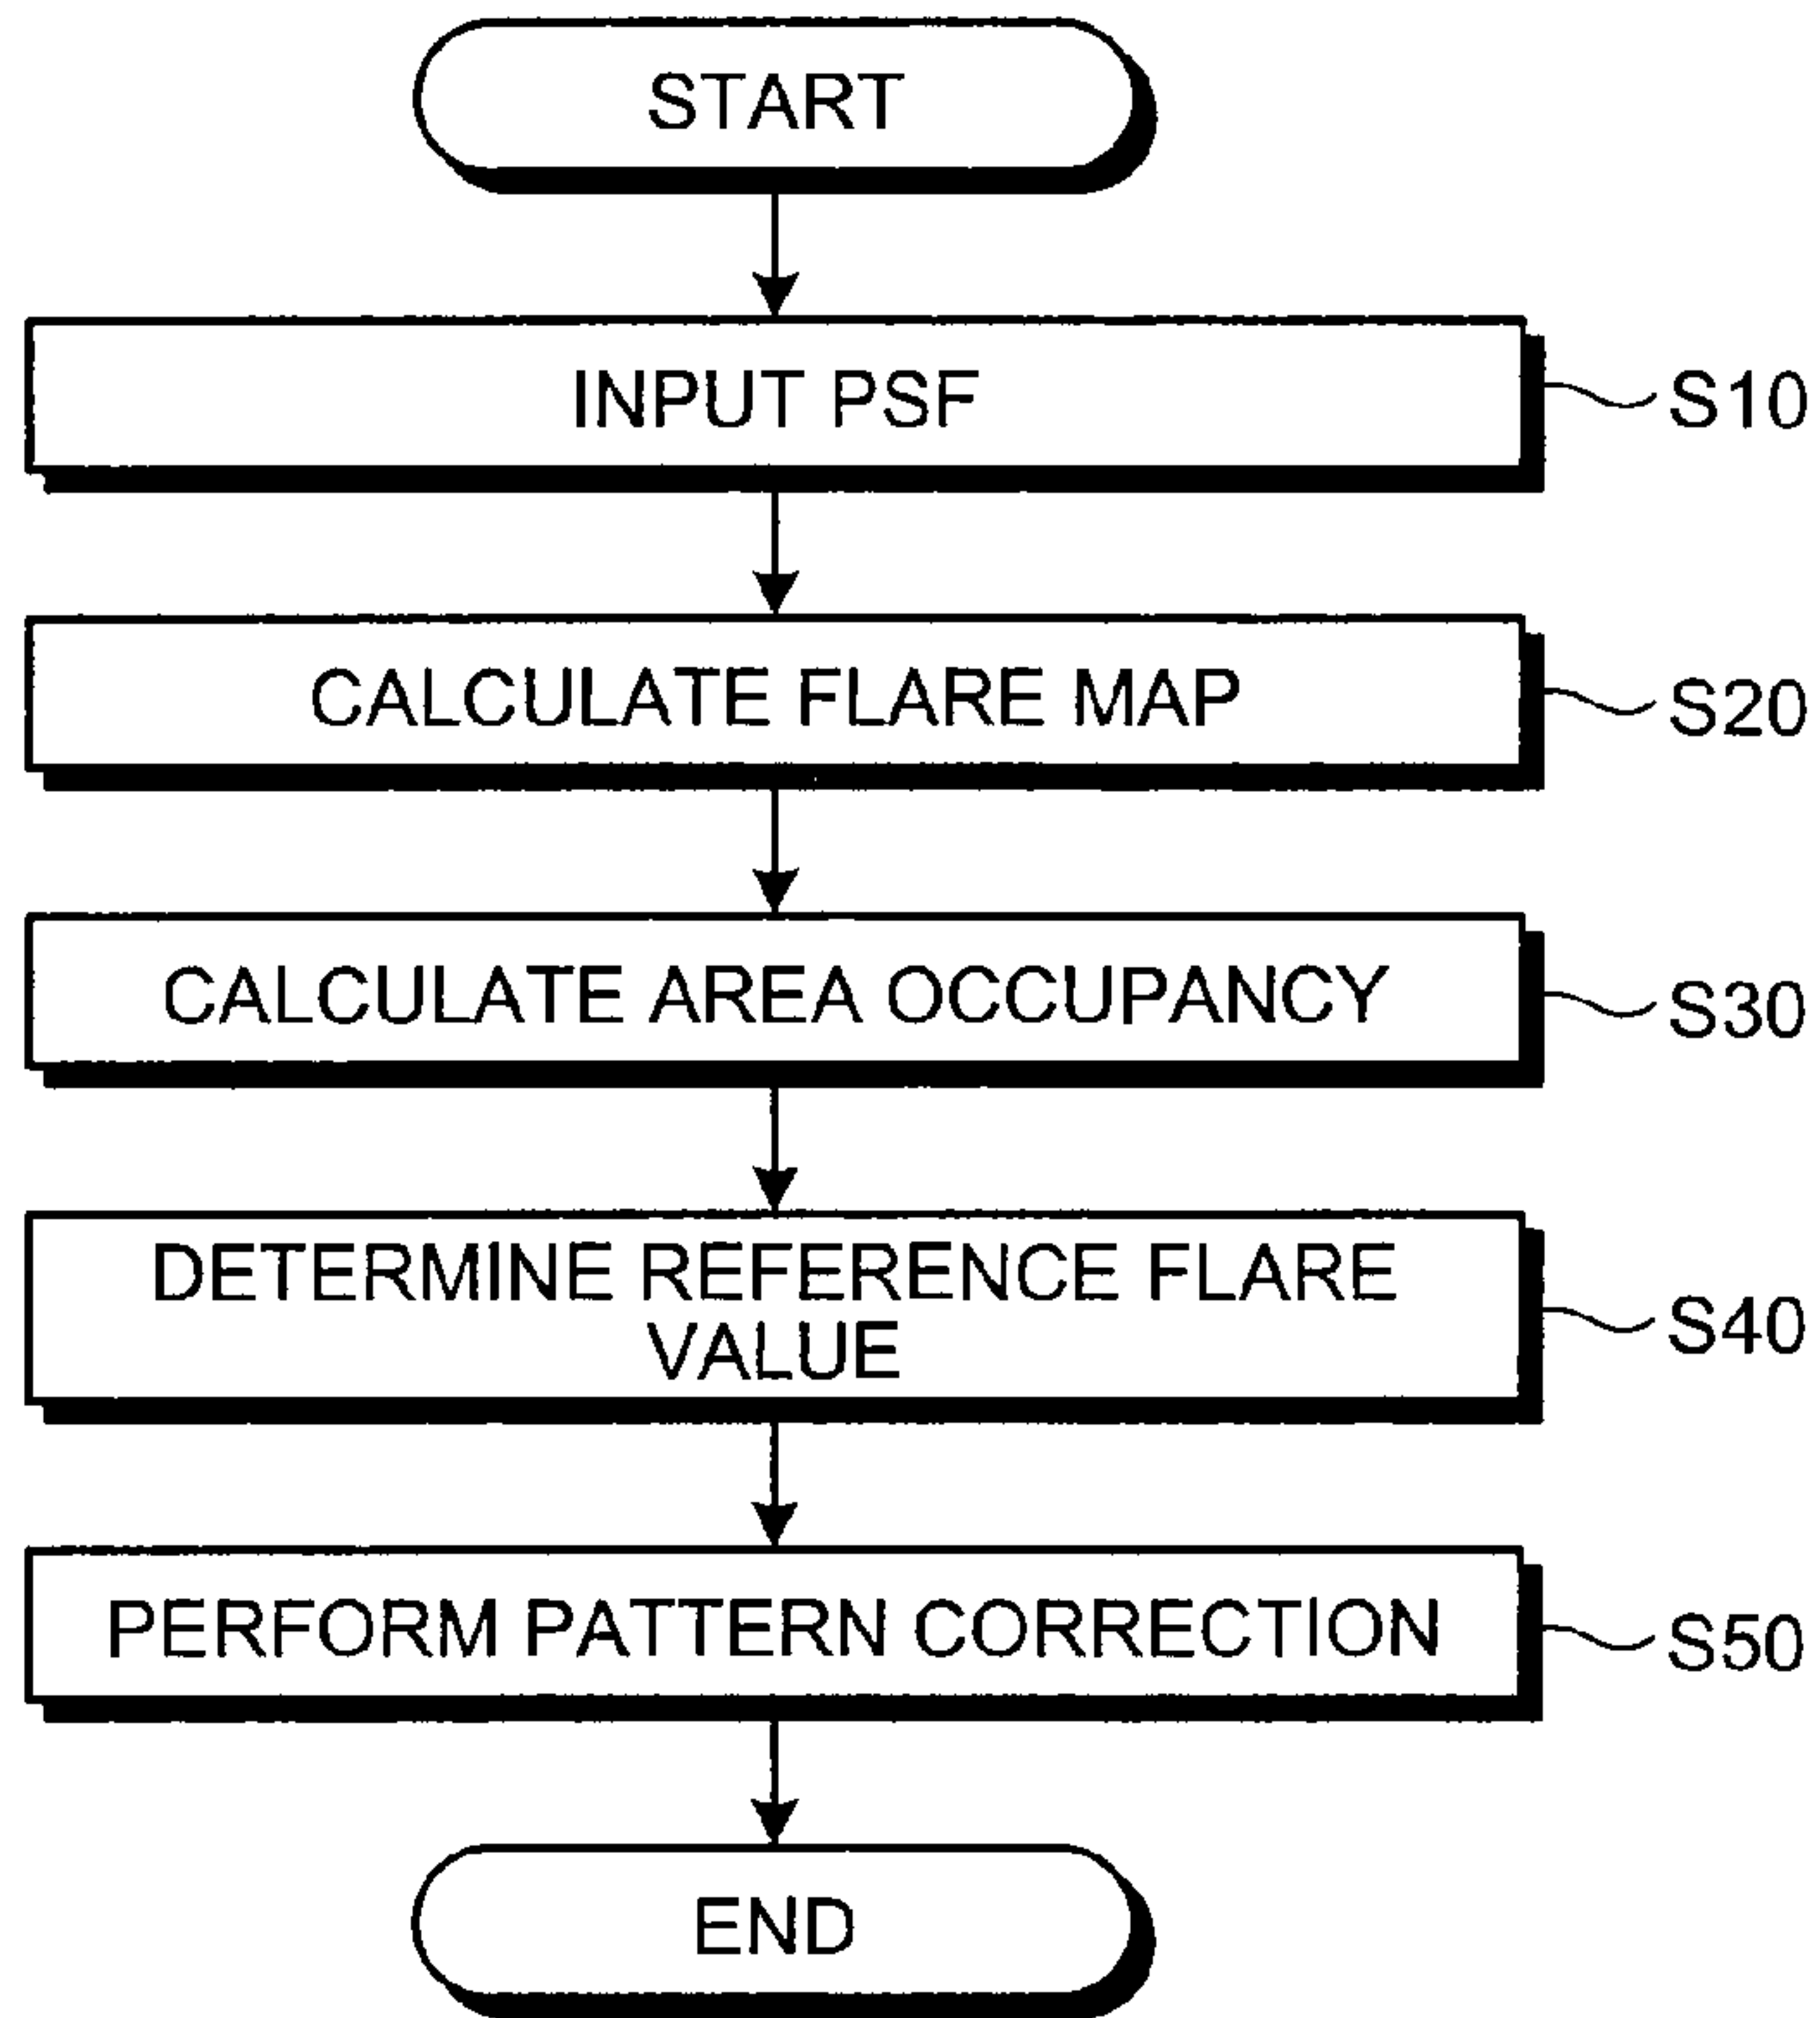 START
INPUT PSF
S10
CALCULATE FLARE MAP
S20
CALCULATE AREA OCCUPANCY
S30
DETERMINE REFERENCE FLARE
VALUE
S40
PERFORM PATTERN CORRECTION
S50
END